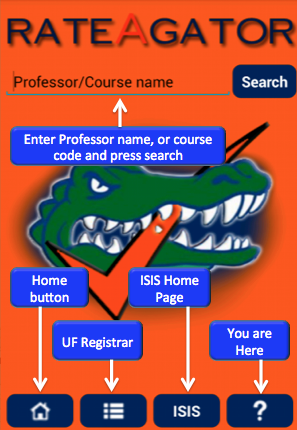 RATEAGATOR
Professor/Course name
Search
Enter Professor name, or course
code and press search
Home
button
ISIS Home
Page
UF Registrar
You are
Here
ISIS
?